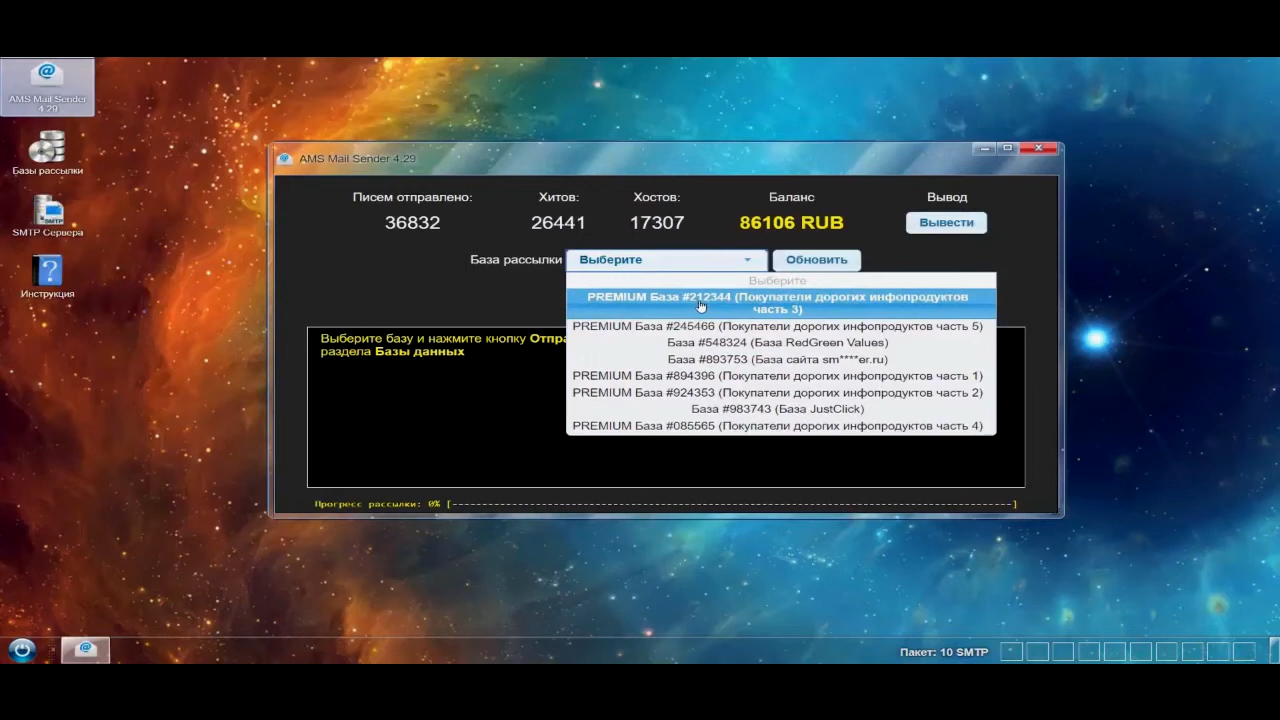 AMS Mail Sender
4.29
Базы рассылки
SMTP
SMTP Сервера
Инструкция
AMS Mail Sender 4.29
Писем отправлено:
Хитов:
Хостов:
Баланс
Вывод
36832
26441
17307
86106 RUB
Вывести
База рассылки
Выберите
Обновить
Выберите
PREMIUM База #212344 (Покупатели дорогих инфопродуктов
часть 3)
PREMIUM База #245466 (Покупатели дорогих инфопродуктов часть 5)
База #548324 (База RedGreen Values)
База #893753 (База сайта sm****er.ru)
PREMIUM База #894396 (Покупатели дорогих инфопродуктов часть 1)
PREMIUM База #924353 (Покупатели дорогих инфопродуктов часть 2)
База #983743 (База JustClick)
PREMIUM База #085565 (Покупатели дорогих инфопродуктов часть 4)
Выберите базу и нажмите кнопку Отпра
раздела Базы данных
Прогресс рассылки: 0% [------------------------------------------------------------]
Пакет: 10 SMTP